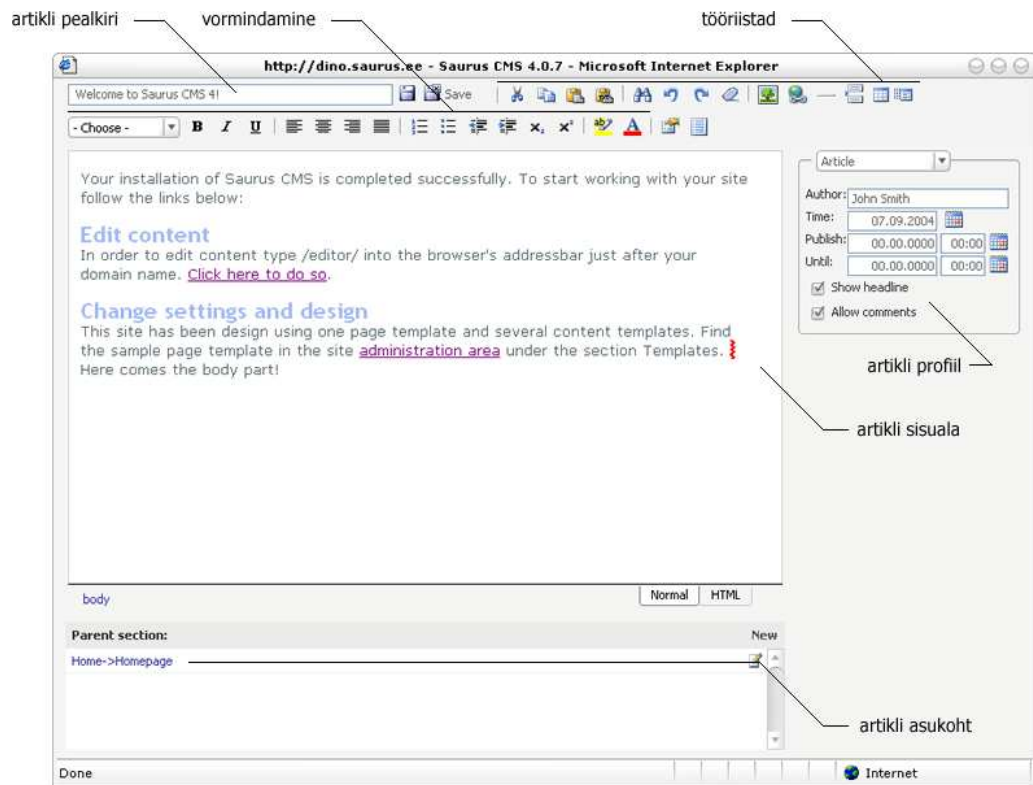 artikli pealkiri
vormindamine
tööriistad
http://dino.saurus.ee - Saurus CMS 4.0.7 - Microsoft Internet Explorer
Welcome to Saurus CMS 4!
Save
- Choose -
B I U
x₂ x²
ab A
Your installation of Saurus CMS is completed successfully. To start working with your site
follow the links below:
Edit content
In order to edit content type /editor/ into the browser's addressbar just after your
domain name. Click here to do so.
Change settings and design
This site has been design using one page template and several content templates. Find
the sample page template in the site administration area under the section Templates.
Here comes the body part!
Article
Author: John Smith
Time: 07.09.2004
Publish: 00.00.0000 00:00
Until: 00.00.0000 00:00
Show headline
Allow comments
artikli profiil
artikli sisuala
body
Normal HTML
Parent section: New
Home->Homepage
artikli asukoht
Done
Internet